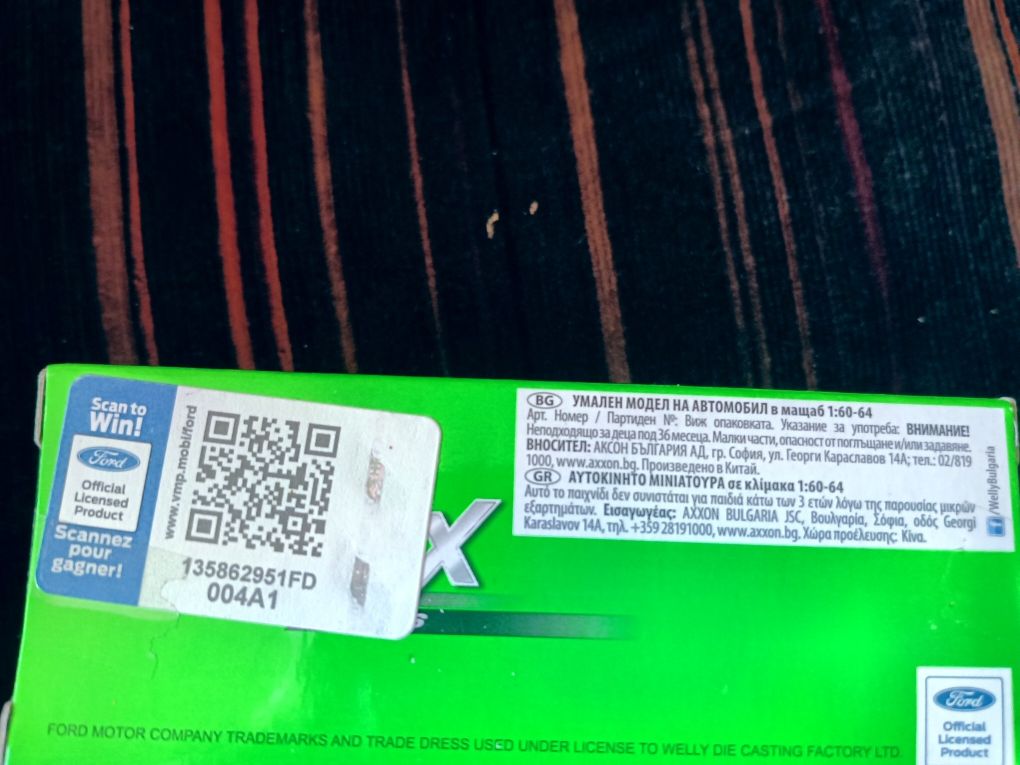 Scan to
Win!
Ford
Official
Licensed
Product
Scannez
pour
gagner!
www.vmp.mobi/ford
135862951FD
004A1
X
S
BG УМАЛЕН МОДЕЛ НА АВТОМОБИЛ в мащаб 1:60-64
Арт. Номер / Партиден №: Виж опаковката. Указание за употреба: ВНИМАНИЕ!
Неподходящо за деца под 36 месеца. Малки части, опасност от поглъщане и/или задавяне.
ВНОСИТЕЛ: АКСОН БЪЛГАРИЯ АД, гр. София, ул. Георги Караславов 14А; тел.: 02/819
1000, www.axxon.bg. Произведено в Китай.
GR ΑΥΤΟΚΙΝΗΤΟ ΜΙΝΙΑΤΟΥΡΑ σε κλίμακα 1:60-64
Αυτό το παιχνίδι δεν συνιστάται για παιδιά κάτω των 3 ετών λόγω της παρουσίας μικρών
εξαρτημάτων. Εισαγωγέας: AXXON BULGARIA JSC, Βουλγαρία, Σόφια, οδός Georgi
Karaslavov 14A, τηλ. +359 28191000, www.axxon.bg. Χώρα προέλευσης: Κίνα.
f /WellyBulgaria
FORD MOTOR COMPANY TRADEMARKS AND TRADE DRESS USED UNDER LICENSE TO WELLY DIE CASTING FACTORY LTD.
Ford
Official
Licensed
Product